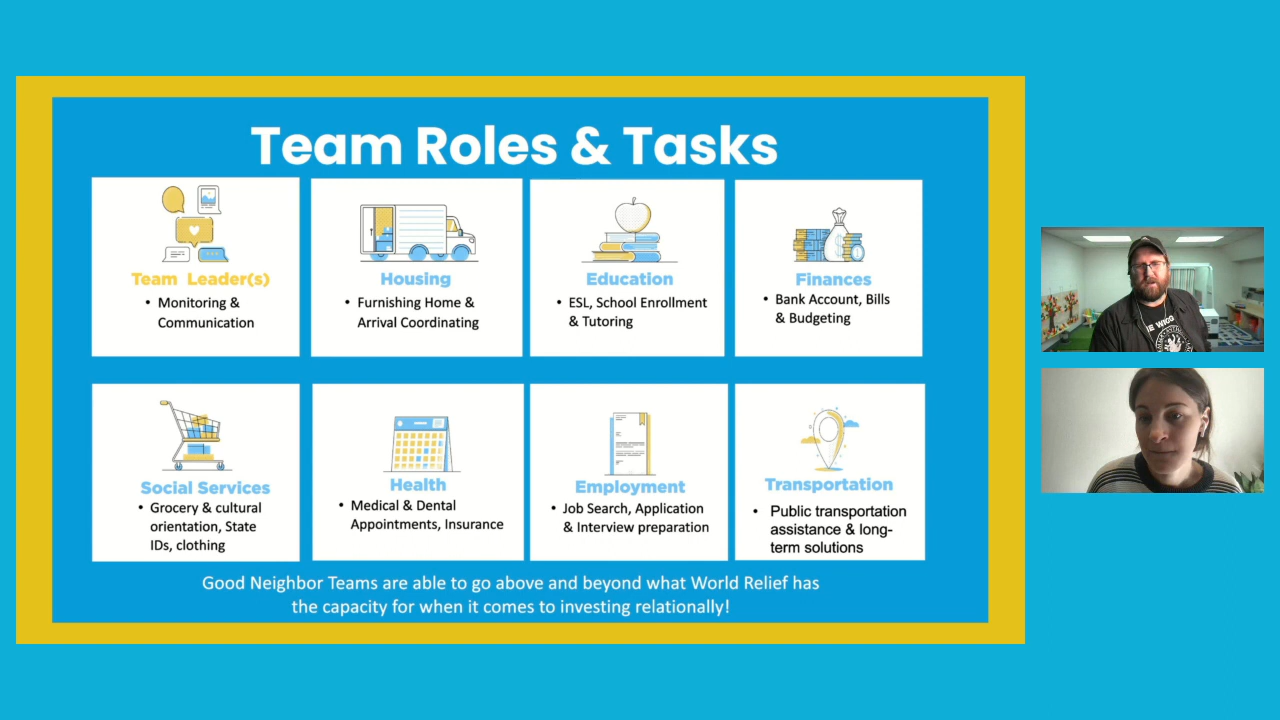 Team Roles & Tasks
Team Leader(s)
• Monitoring &
Communication
Housing
• Furnishing Home &
Arrival Coordinating
Education
• ESL, School Enrollment
& Tutoring
Finances
• Bank Account, Bills
& Budgeting
Social Services
• Grocery & cultural
orientation, State
IDs, clothing
Health
• Medical & Dental
Appointments, Insurance
Employment
• Job Search, Application
& Interview preparation
Transportation
• Public transportation
assistance & long-
term solutions
Good Neighbor Teams are able to go above and beyond what World Relief has
the capacity for when it comes to investing relationally!